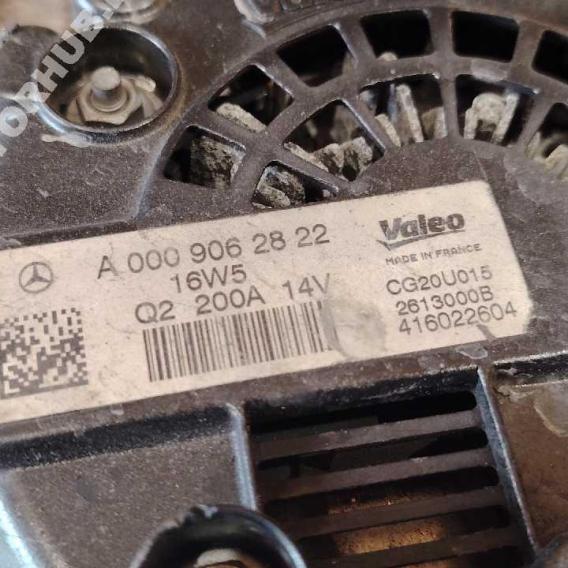 A 000 906 28 22
16W5
Q2 200A 14V
Valeo
MADE IN FRANCE
CG20U015
2613000B
416022604